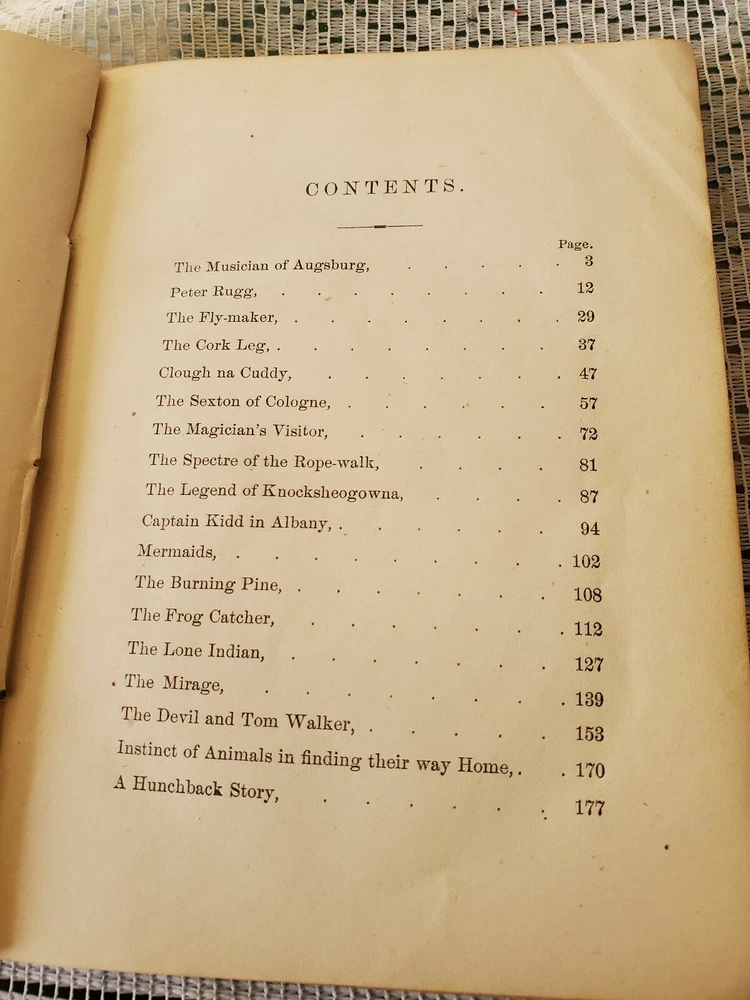 CONTENTS.
Page.
The Musician of Augsburg, . . . . . 3
Peter Rugg, . . . . . . . . 12
The Fly-maker, . . . . . . . 29
The Cork Leg, . . . . . . . 37
Clough na Cuddy, . . . . . . . 47
The Sexton of Cologne, . . . . . . 57
The Magician's Visitor, . . . . . . 72
The Spectre of the Rope-walk, . . . . 81
The Legend of Knocksheogowna, . . . . 87
Captain Kidd in Albany, . . . . . . 94
Mermaids, . . . . . . . . . 102
The Burning Pine, . . . . . . . 108
The Frog Catcher, . . . . . . . 112
The Lone Indian, . . . . . . . 127
The Mirage, . . . . . . . . 139
The Devil and Tom Walker, . . . . . 153
Instinct of Animals in finding their way Home, . . 170
A Hunchback Story, . . . . . . 177